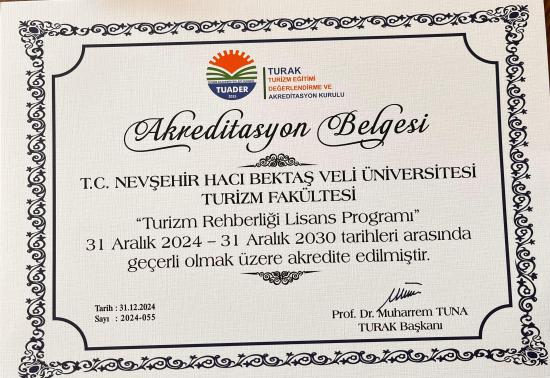 TUADER
2015
TURAK
TURİZM EĞİTİMİ
DEĞERLENDİRME VE
AKREDİTASYON KURULU
Akreditasyon Belgesi
T.C. NEVŞEHİR HACI BEKTAŞ VELİ ÜNİVERSİTESİ
TURİZM FAKÜLTESİ
“Turizm Rehberliği Lisans Programı”
31 Aralık 2024 – 31 Aralık 2030 tarihleri arasında
geçerli olmak üzere akredite edilmiştir.
Tarih : 31.12.2024
Sayı : 2024-055
Prof. Dr. Muharrem TUNA
TURAK Başkanı